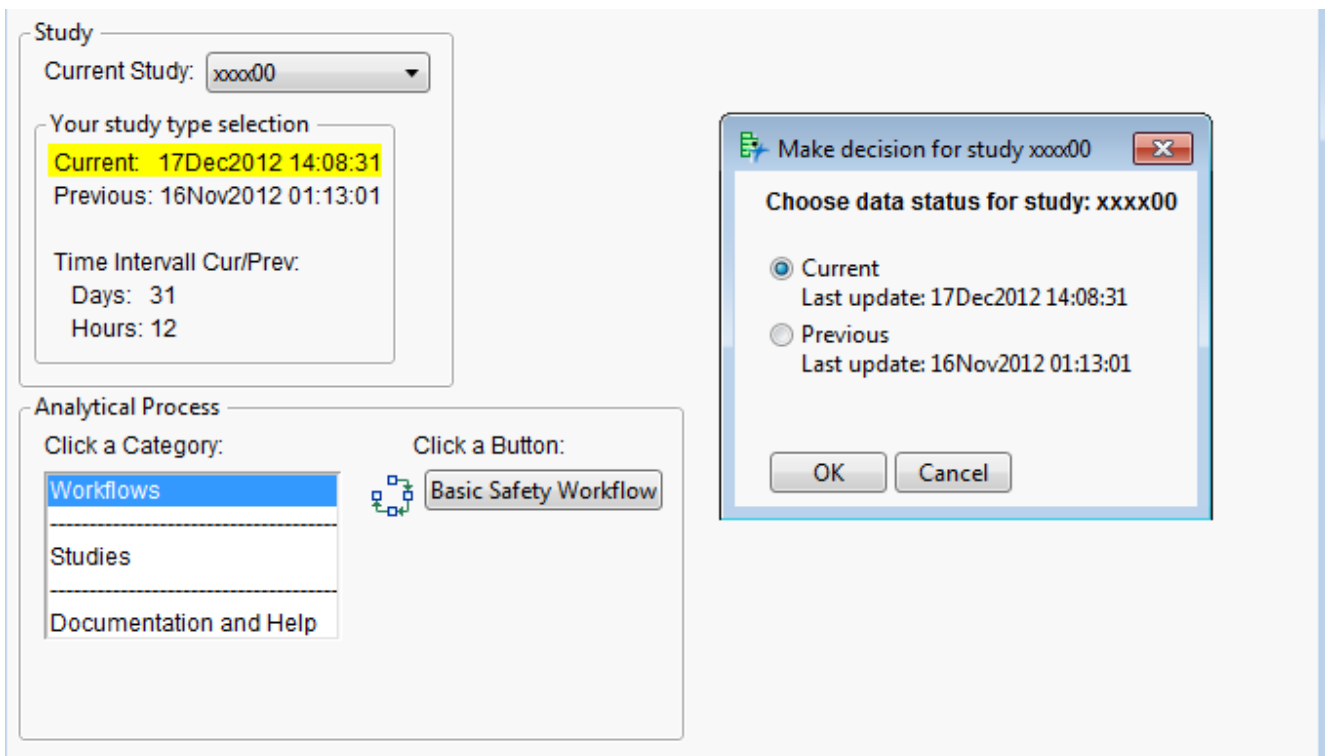 Study
Current Study: xxxx00
Your study type selection
Current: 17Dec2012 14:08:31
Previous: 16Nov2012 01:13:01
Time Intervall Cur/Prev:
Days: 31
Hours: 12
Make decision for study xxxx00
Choose data status for study: xxxx00
Current
Last update: 17Dec2012 14:08:31
Previous
Last update: 16Nov2012 01:13:01
OK Cancel
Analytical Process
Click a Category: Click a Button:
Workflows
Basic Safety Workflow
Studies
Documentation and Help